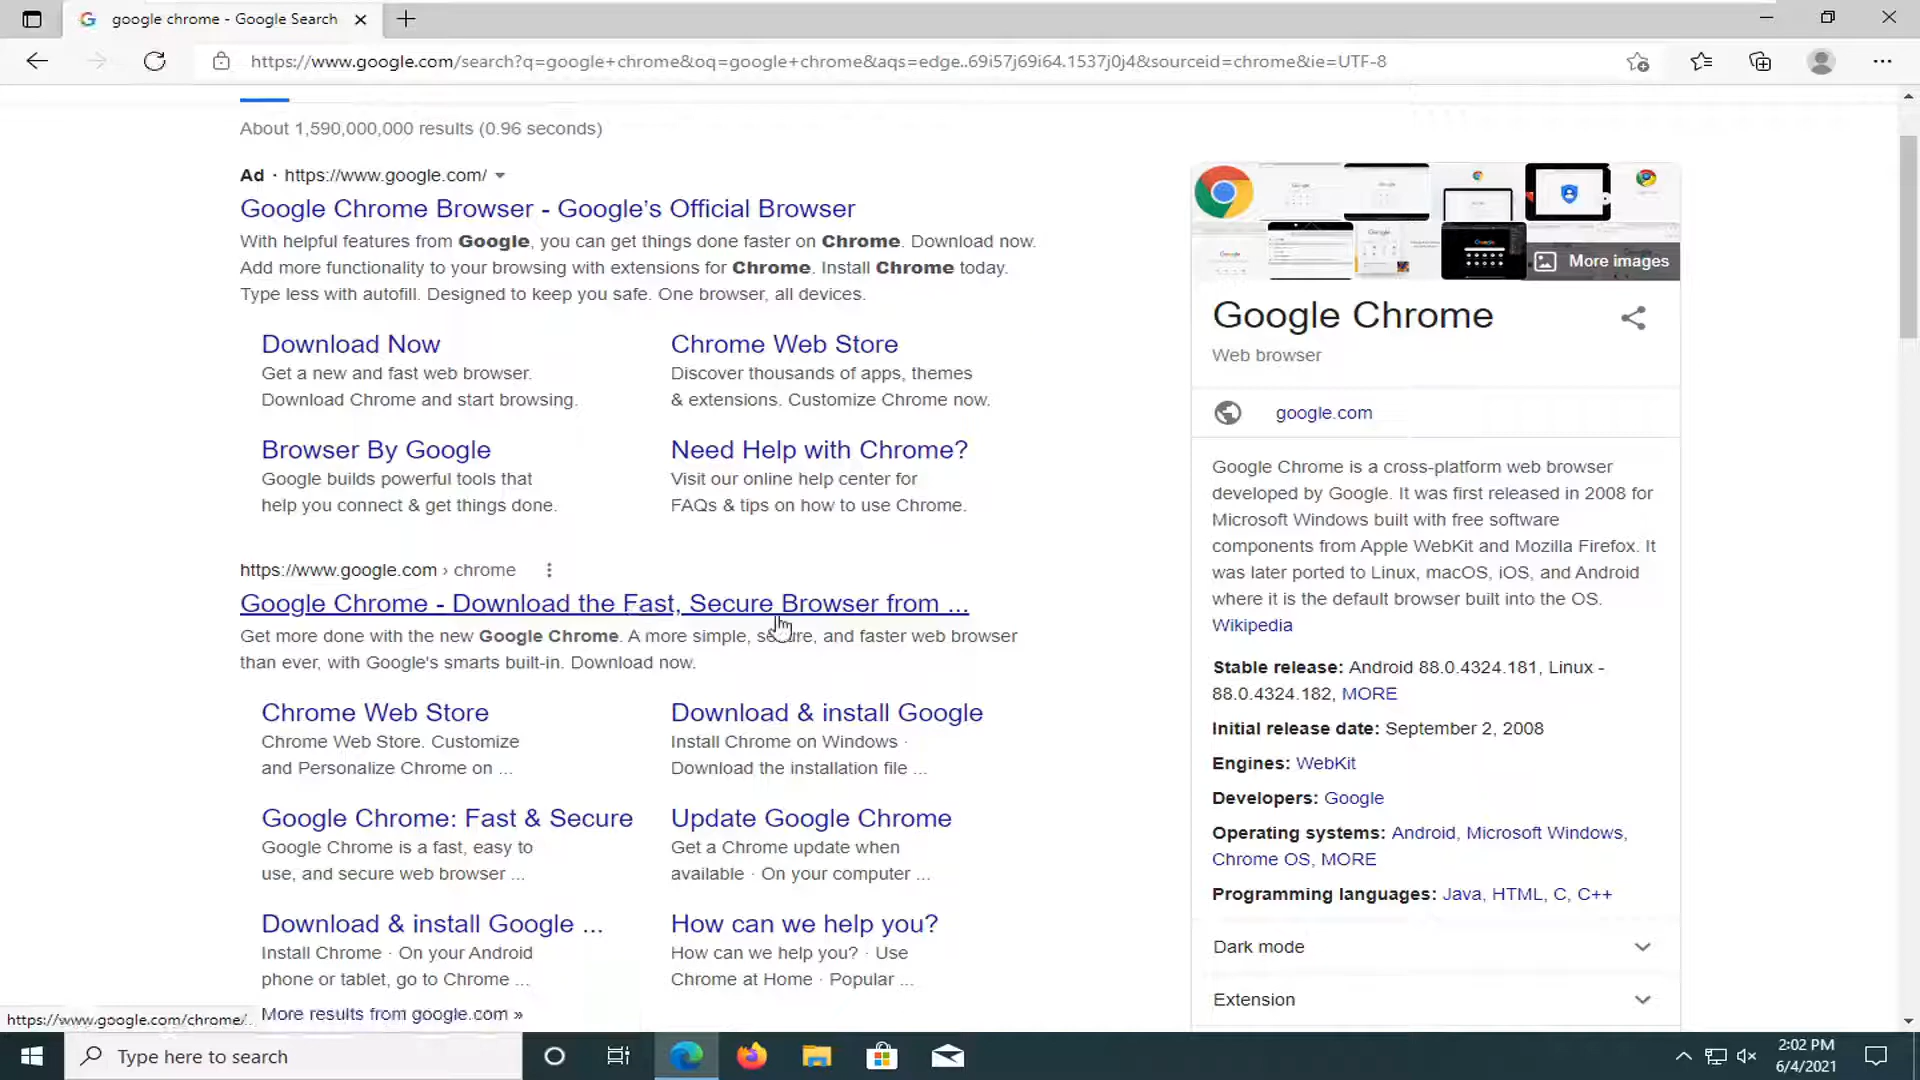 google chrome - Google Search
https://www.google.com/search?q=google+chrome&oq=google+chrome&aqs=edge..69i57j69i64.1537j0j4&sourceid=chrome&ie=UTF-8
About 1,590,000,000 results (0.96 seconds)
Ad · https://www.google.com/
Google Chrome Browser - Google's Official Browser
With helpful features from Google, you can get things done faster on Chrome. Download now.
Add more functionality to your browsing with extensions for Chrome. Install Chrome today.
Type less with autofill. Designed to keep you safe. One browser, all devices.
Download Now
Get a new and fast web browser.
Download Chrome and start browsing.
Chrome Web Store
Discover thousands of apps, themes
& extensions. Customize Chrome now.
Browser By Google
Google builds powerful tools that
help you connect & get things done.
Need Help with Chrome?
Visit our online help center for
FAQs & tips on how to use Chrome.
https://www.google.com › chrome
Google Chrome - Download the Fast, Secure Browser from ...
Get more done with the new Google Chrome. A more simple, secure, and faster web browser
than ever, with Google's smarts built-in. Download now.
Chrome Web Store
Chrome Web Store. Customize
and Personalize Chrome on ...
Download & install Google
Install Chrome on Windows ·
Download the installation file ...
Google Chrome: Fast & Secure
Google Chrome is a fast, easy to
use, and secure web browser ...
Update Google Chrome
Get a Chrome update when
available · On your computer ...
Download & install Google ...
Install Chrome · On your Android
phone or tablet, go to Chrome ...
How can we help you?
How can we help you? · Use
Chrome at Home · Popular ...
More results from google.com »
More images
Google Chrome
Web browser
google.com
Google Chrome is a cross-platform web browser
developed by Google. It was first released in 2008 for
Microsoft Windows built with free software
components from Apple WebKit and Mozilla Firefox. It
was later ported to Linux, macOS, iOS, and Android
where it is the default browser built into the OS.
Wikipedia
Stable release: Android 88.0.4324.181, Linux -
88.0.4324.182, MORE
Initial release date: September 2, 2008
Engines: WebKit
Developers: Google
Operating systems: Android, Microsoft Windows,
Chrome OS, MORE
Programming languages: Java, HTML, C, C++
Dark mode
Extension
https://www.google.com/chrome/...
Type here to search
2:02 PM
6/4/2021